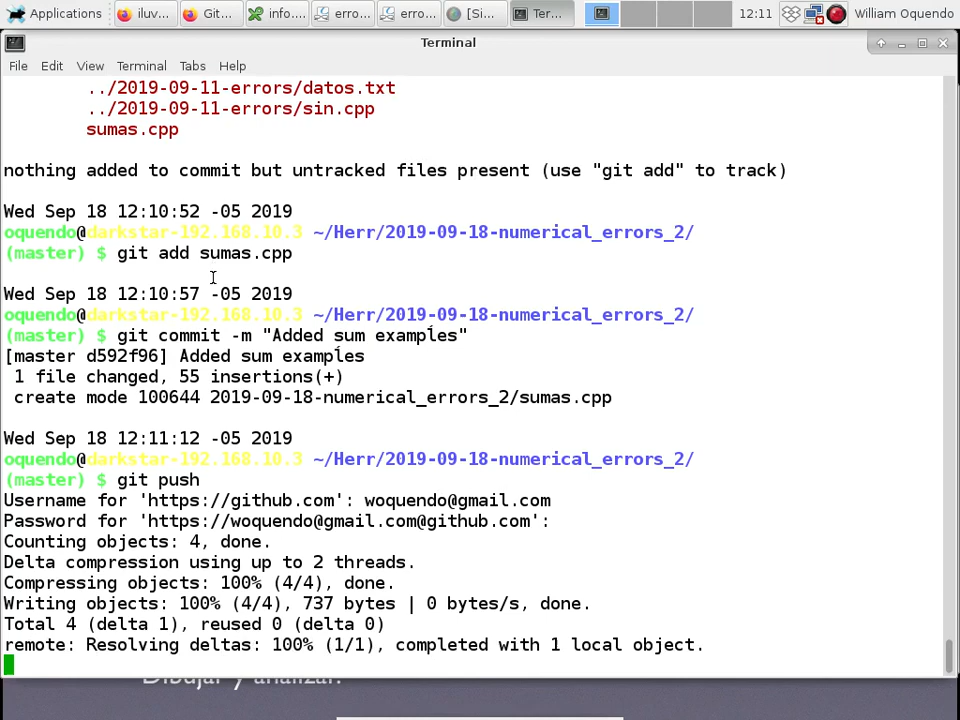 Applications iluv... Git... info.... erro... erro... [Si... Ter... 12:11 William Oquendo
Terminal
File Edit View Terminal Tabs Help
../2019-09-11-errors/datos.txt
../2019-09-11-errors/sin.cpp
sumas.cpp
nothing added to commit but untracked files present (use "git add" to track)
Wed Sep 18 12:10:52 -05 2019
oquendo@darkstar-192.168.10.3 ~/Herr/2019-09-18-numerical_errors_2/
(master) $ git add sumas.cpp
Wed Sep 18 12:10:57 -05 2019
oquendo@darkstar-192.168.10.3 ~/Herr/2019-09-18-numerical_errors_2/
(master) $ git commit -m "Added sum exampĺes"
[master d592f96] Added sum exampĺes
1 file changed, 55 insertions(+)
create mode 100644 2019-09-18-numerical_errors_2/sumas.cpp
Wed Sep 18 12:11:12 -05 2019
oquendo@darkstar-192.168.10.3 ~/Herr/2019-09-18-numerical_errors_2/
(master) $ git push
Username for 'https://github.com': woquendo@gmail.com
Password for 'https://woquendo@gmail.com@github.com':
Counting objects: 4, done.
Delta compression using up to 2 threads.
Compressing objects: 100% (4/4), done.
Writing objects: 100% (4/4), 737 bytes | 0 bytes/s, done.
Total 4 (delta 1), reused 0 (delta 0)
remote: Resolving deltas: 100% (1/1), completed with 1 local object.
Dibujar y analizar.